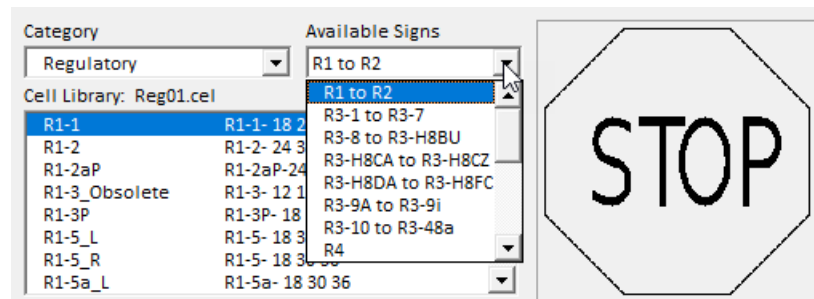 Category
Available Signs
Regulatory
R1 to R2
Cell Library: Reg01.cel
R1 to R2
R3-1 to R3-7
R3-8 to R3-H8BU
R3-H8CA to R3-H8CZ
R3-H8DA to R3-H8FC
R3-9A to R3-9i
R3-10 to R3-48a
R4
R1-1 R1-1- 18 2
R1-2 R1-2- 24 3
R1-2aP R1-2aP-24
R1-3_Obsolete R1-3- 12 1
R1-3P R1-3P- 18
R1-5_L R1-5- 18 3
R1-5_R R1-5- 18
R1-5a_L R1-5a- 18 30 36
STOP